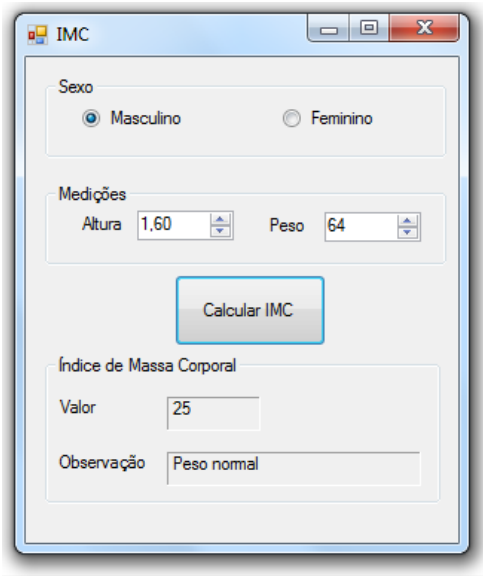 IMC
Sexo
Masculino Feminino
Medições
Altura 1,60 Peso 64
Calcular IMC
Índice de Massa Corporal
Valor 25
Observação Peso normal